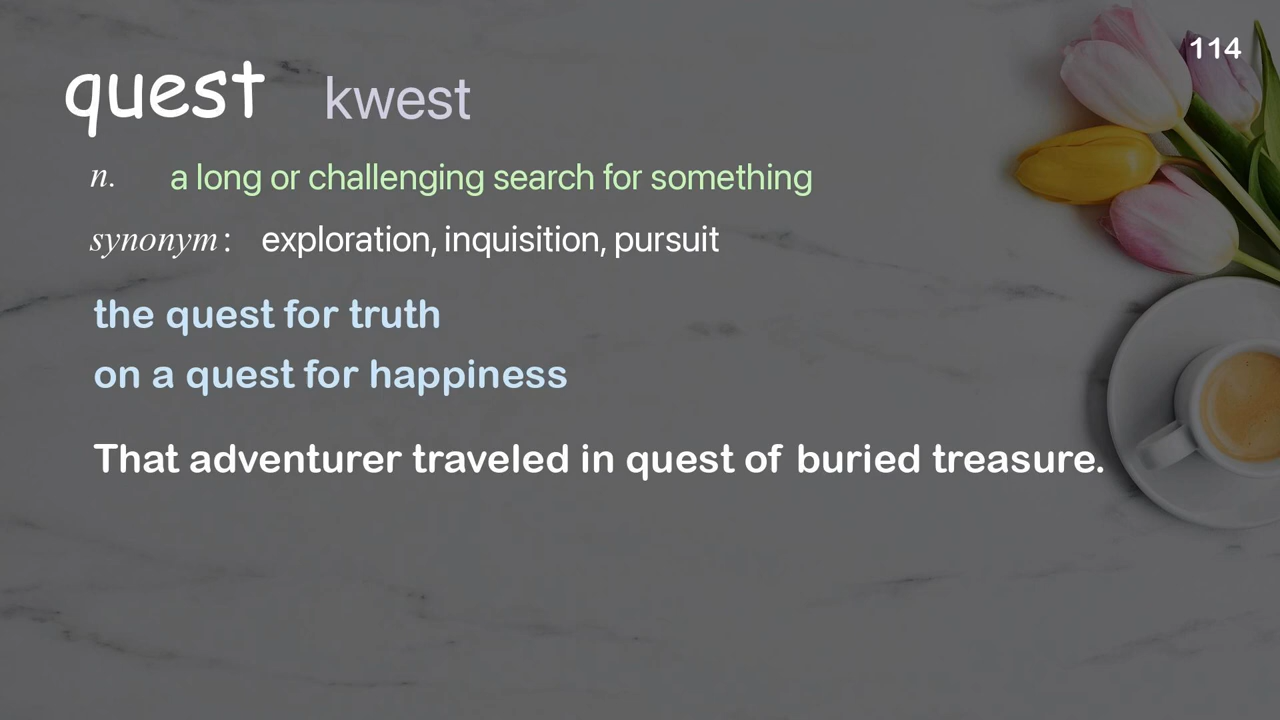 114
quest kwest
n. a long or challenging search for something
synonym: exploration, inquisition, pursuit
the quest for truth
on a quest for happiness
That adventurer traveled in quest of buried treasure.